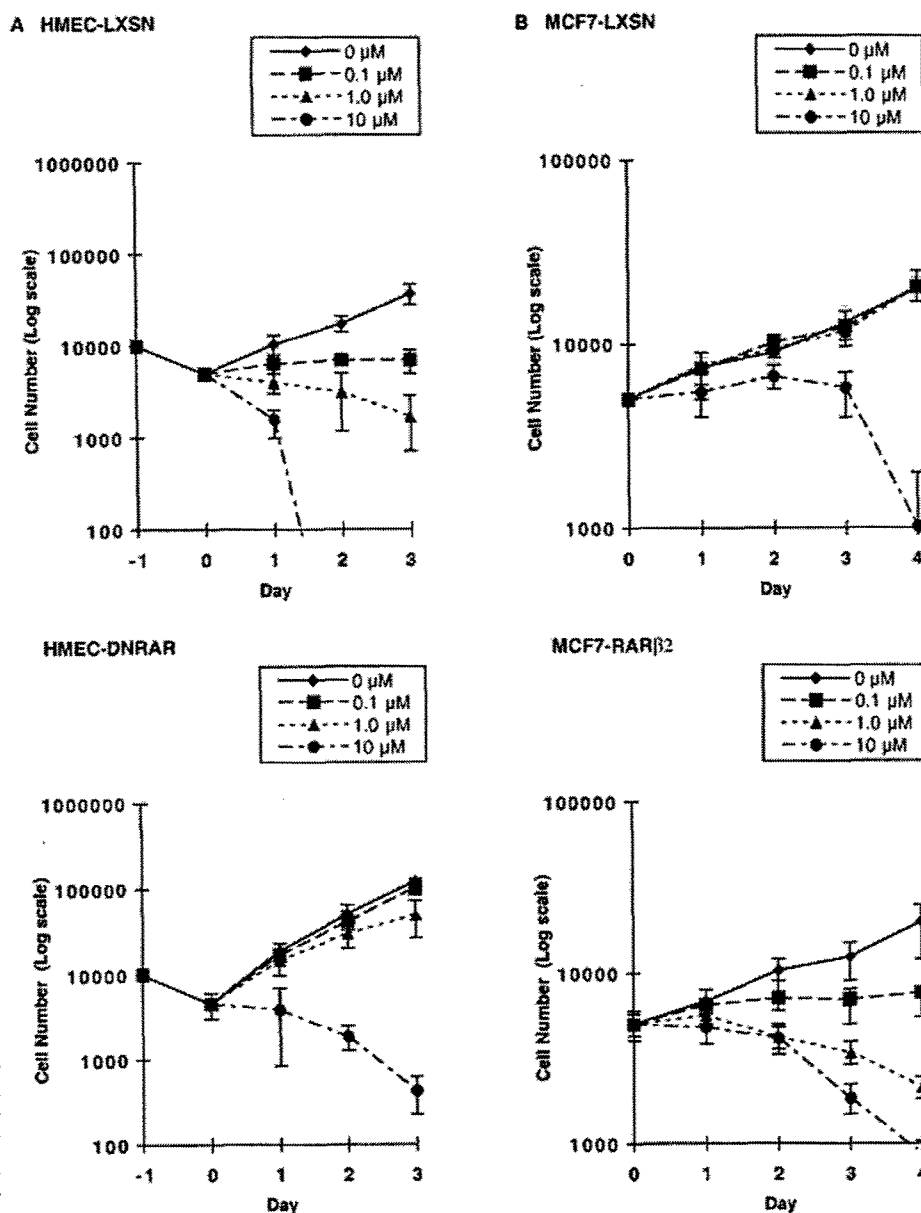 A HMEC-LXSN
0 µM
0.1 µM
1.0 µM
10 µM
1000000
100000
10000
1000
100
Cell Number (Log scale)
-1 0 1 2 3
Day
B MCF7-LXSN
0 µM
0.1 µM
1.0 µM
10 µM
100000
10000
1000
Cell Number (Log scale)
0 1 2 3 4
Day
HMEC-DNRAR
0 µM
0.1 µM
1.0 µM
10 µM
1000000
100000
10000
1000
100
Cell Number (Log scale)
-1 0 1 2 3
Day
MCF7-RARβ2
0 µM
0.1 µM
1.0 µM
10 µM
100000
10000
1000
Cell Number (Log scale)
0 1 2 3 4
Day